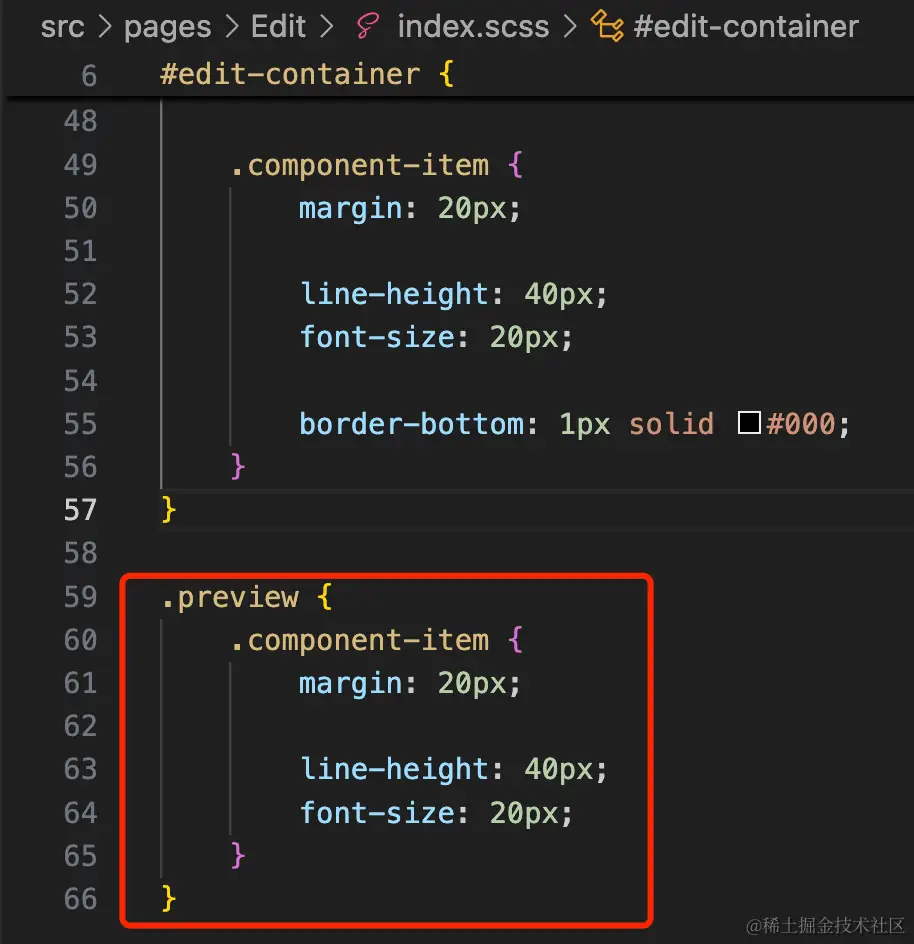 src > pages > Edit > index.scss > #edit-container
6 #edit-container {
48
49 .component-item {
50 margin: 20px;
51
52 line-height: 40px;
53 font-size: 20px;
54
55 border-bottom: 1px solid #000;
56 }
57 }
58
59 .preview {
60 .component-item {
61 margin: 20px;
62
63 line-height: 40px;
64 font-size: 20px;
65 }
66 }
@稀土掘金技术社区